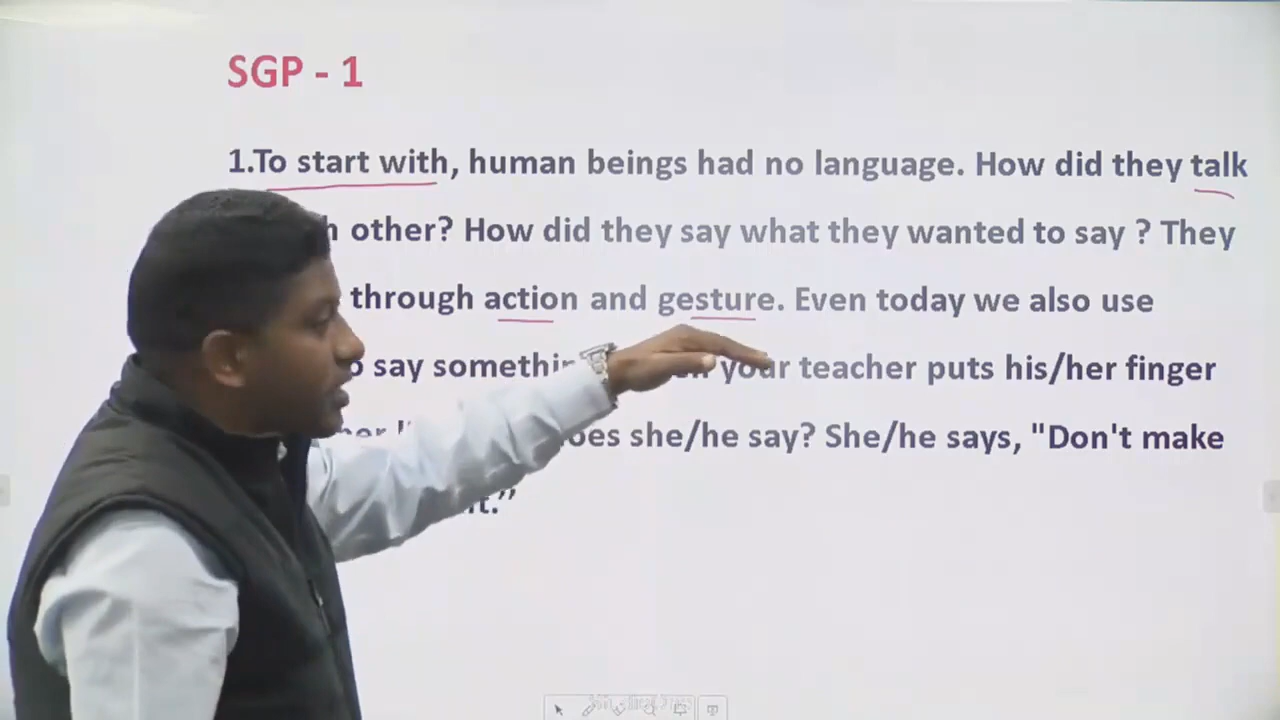 SGP - 1
1.To start with, human beings had no language. How did they talk
other? How did they say what they wanted to say ? They
through action and gesture. Even today we also use
say your teacher puts his/her finger
she/he say? She/he says, "Don't make